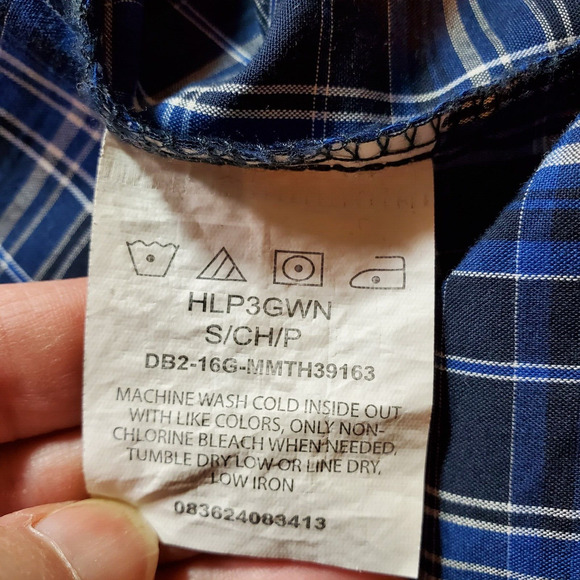 HLP3GWN
S/CH/P
DB2-16G-MMTH39163
MACHINE WASH COLD INSIDE OUT
WITH LIKE COLORS, ONLY NON-
CHLORINE BLEACH WHEN NEEDED,
TUMBLE DRY LOW OR LINE DRY,
LOW IRON
083624083413